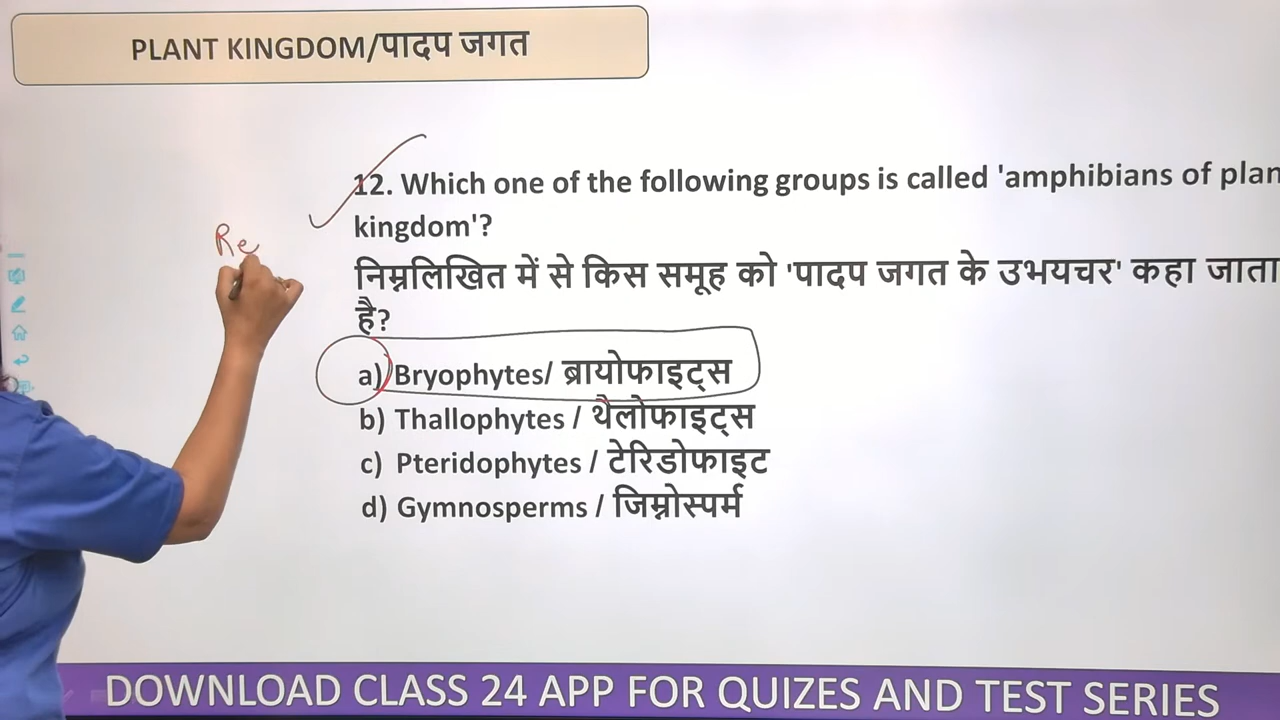 PLANT KINGDOM/पादप जगत
12. Which one of the following groups is called 'amphibians of plan
kingdom'?
निम्नलिखित में से किस समूह को 'पादप जगत के उभयचर' कहा जाता
है?
Re
a) Bryophytes/ ब्रायोफाइट्स
b) Thallophytes / थैलोफाइट्स
c) Pteridophytes / टेरिडोफाइट
d) Gymnosperms / जिम्नोस्पर्म
DOWNLOAD CLASS 24 APP FOR QUIZES AND TEST SERIES